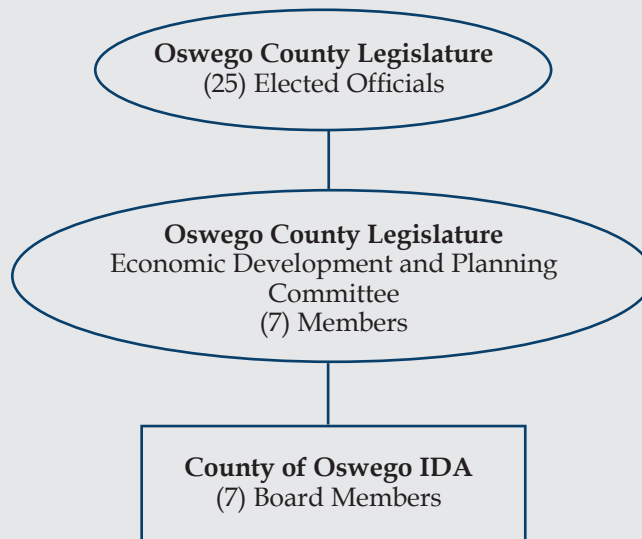 Oswego County Legislature
(25) Elected Officials
Oswego County Legislature
Economic Development and Planning
Committee
(7) Members
County of Oswego IDA
(7) Board Members